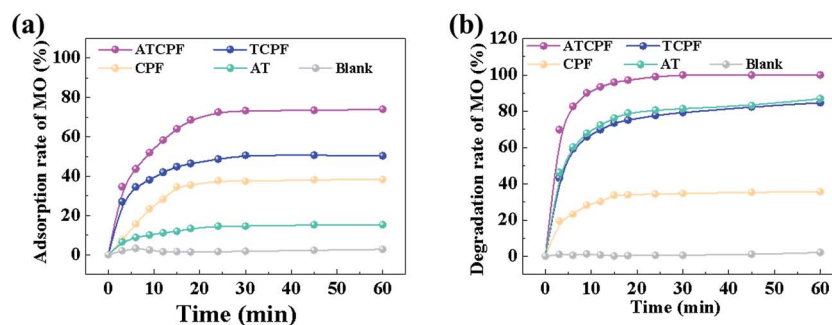 (a)
Adsorption rate of MO (%)
100
80
60
40
20
0
ATCPF TCPF
CPF AT Blank
0 10 20 30 40 50 60
Time (min)
(b)
Degradation rate of MO (%)
120
100
80
60
40
20
0
ATCPF TCPF
CPF AT Blank
0 10 20 30 40 50 60
Time (min)